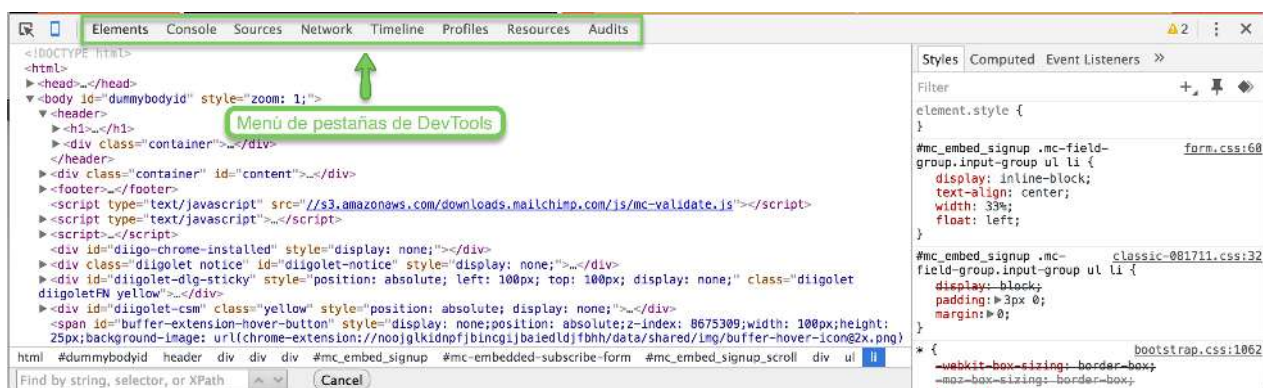 Elements Console Sources Network Timeline Profiles Resources Audits
2
<!DOCTYPE html>
<html>
▶<head>…</head>
▼<body id="dummybodyid" style="zoom: 1;">
▼<header>
▶<h1>…</h1>
▶<div class="container">…</div>
</header>
▶<div class="container" id="content">…</div>
▶<footer>…</footer>
<script type="text/javascript" src="//s3.amazonaws.com/downloads.mailchimp.com/js/mc-validate.js"></script>
▶<script type="text/javascript">…</script>
▶<script>…</script>
<div id="diigo-chrome-installed" style="display: none;"></div>
▶<div class="diigolet notice" id="diigolet-notice" style="display: none;">…</div>
▶<div id="diigolet-dlg-sticky" style="position: absolute; left: 100px; top: 100px; display: none;" class="diigolet
diigoletFN yellow">…</div>
▶<div id="diigolet-csm" class="yellow" style="position: absolute; display: none;">…</div>
<span id="buffer-extension-hover-button" style="display: none;position: absolute;z-index: 8675309;width: 100px;height:
25px;background-image: url(chrome-extension://noojglkidnpfjbincgijbaiedldjfbhh/data/shared/img/buffer-hover-icon@2x.png)
Menú de pestañas de DevTools
html #dummybodyid header div div div #mc_embed_signup #mc-embedded-subscribe-form #mc_embed_signup_scroll div ul li
Find by string, selector, or XPath Cancel
Styles Computed Event Listeners »
Filter
element.style {
}
#mc_embed_signup .mc-field- form.css:60
group.input-group ul li {
display: inline-block;
text-align: center;
width: 33%;
float: left;
}
#mc_embed_signup .mc- classic-081711.css:32
field-group.input-group ul li {
display: block;
padding:▶3px 0;
margin:▶0;
}
* { bootstrap.css:1062
-webkit-box-sizing: border-box;
-moz-box-sizing: border-box;